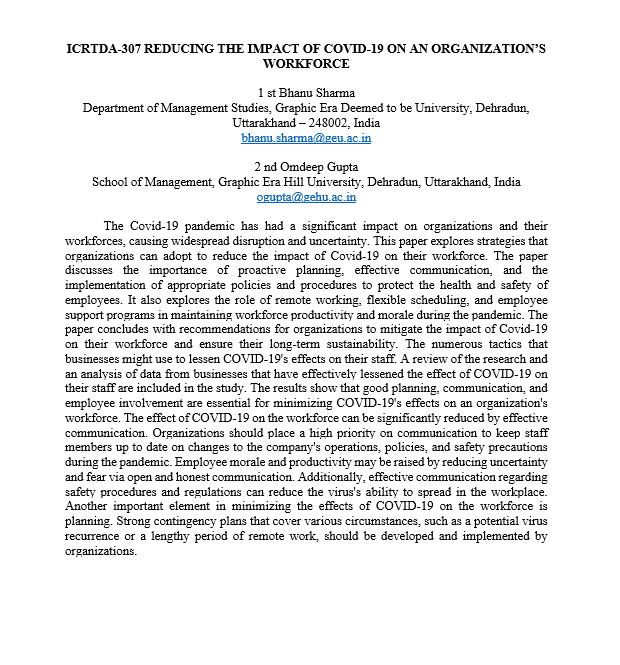 ICRTDA-307 REDUCING THE IMPACT OF COVID-19 ON AN ORGANIZATION'S
WORKFORCE
1 st Bhanu Sharma
Department of Management Studies, Graphic Era Deemed to be University, Dehradun,
Uttarakhand – 248002, India
bhanu.sharma@geu.ac.in
2 nd Omdeep Gupta
School of Management, Graphic Era Hill University, Dehradun, Uttarakhand, India
ogupta@gehu.ac.in
The Covid-19 pandemic has had a significant impact on organizations and their
workforces, causing widespread disruption and uncertainty. This paper explores strategies that
organizations can adopt to reduce the impact of Covid-19 on their workforce. The paper
discusses the importance of proactive planning, effective communication, and the
implementation of appropriate policies and procedures to protect the health and safety of
employees. It also explores the role of remote working, flexible scheduling, and employee
support programs in maintaining workforce productivity and morale during the pandemic. The
paper concludes with recommendations for organizations to mitigate the impact of Covid-19
on their workforce and ensure their long-term sustainability. The numerous tactics that
businesses might use to lessen COVID-19's effects on their staff. A review of the research and
an analysis of data from businesses that have effectively lessened the effect of COVID-19 on
their staff are included in the study. The results show that good planning, communication, and
employee involvement are essential for minimizing COVID-19's effects on an organization's
workforce. The effect of COVID-19 on the workforce can be significantly reduced by effective
communication. Organizations should place a high priority on communication to keep staff
members up to date on changes to the company's operations, policies, and safety precautions
during the pandemic. Employee morale and productivity may be raised by reducing uncertainty
and fear via open and honest communication. Additionally, effective communication regarding
safety procedures and regulations can reduce the virus's ability to spread in the workplace.
Another important element in minimizing the effects of COVID-19 on the workforce is
planning. Strong contingency plans that cover various circumstances, such as a potential virus
recurrence or a lengthy period of remote work, should be developed and implemented by
organizations.